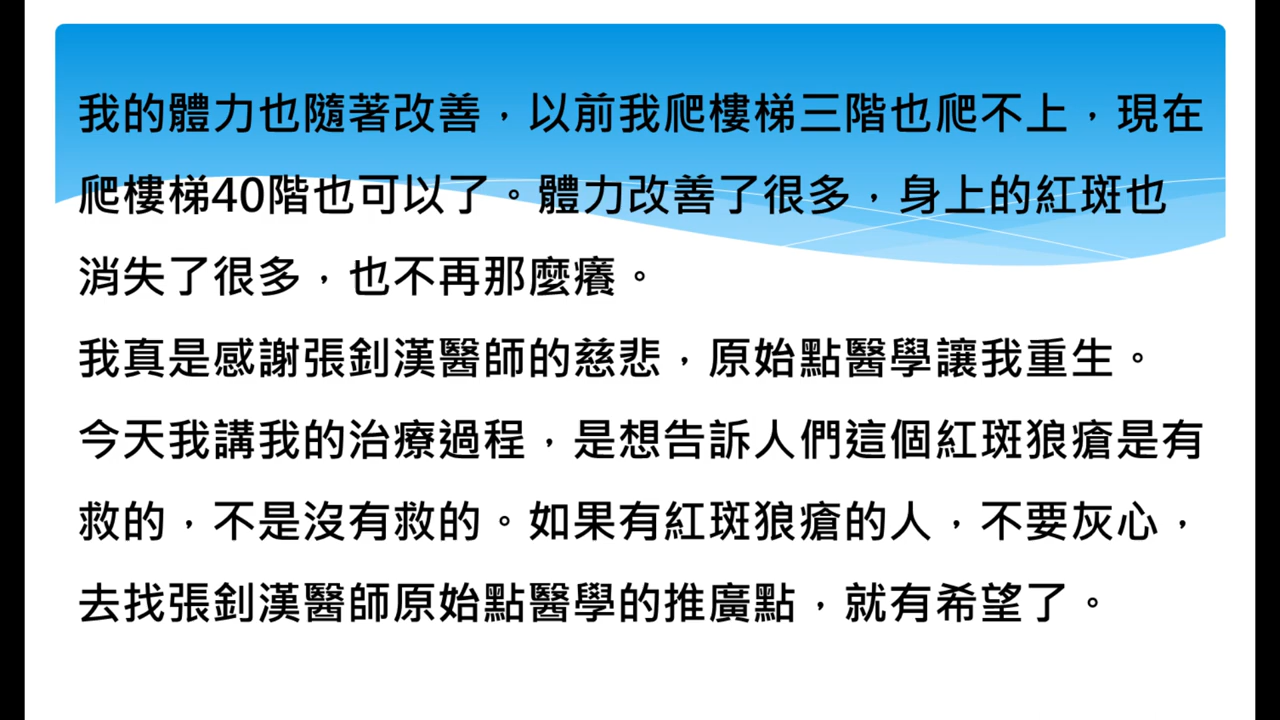 我的體力也隨著改善，以前我爬樓梯三階也爬不上，現在
爬樓梯40階也可以了。體力改善了很多，身上的紅斑也
消失了很多，也不再那麼癢。
我真是感謝張釗漢醫師的慈悲，原始點醫學讓我重生。
今天我講我的治療過程，是想告訴人們這個紅斑狼瘡是有
救的，不是沒有救的。如果有紅斑狼瘡的人，不要灰心，
去找張釗漢醫師原始點醫學的推廣點，就有希望了。